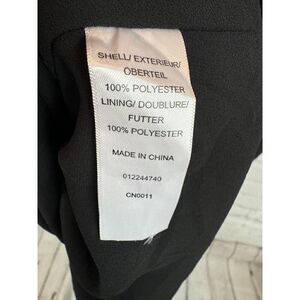 SHELL/ EXTERIEUR/
OBERTEIL
100% POLYESTER
LINING/ DOUBLURE/
FUTTER
100% POLYESTER
MADE IN CHINA
012244740
CN0011